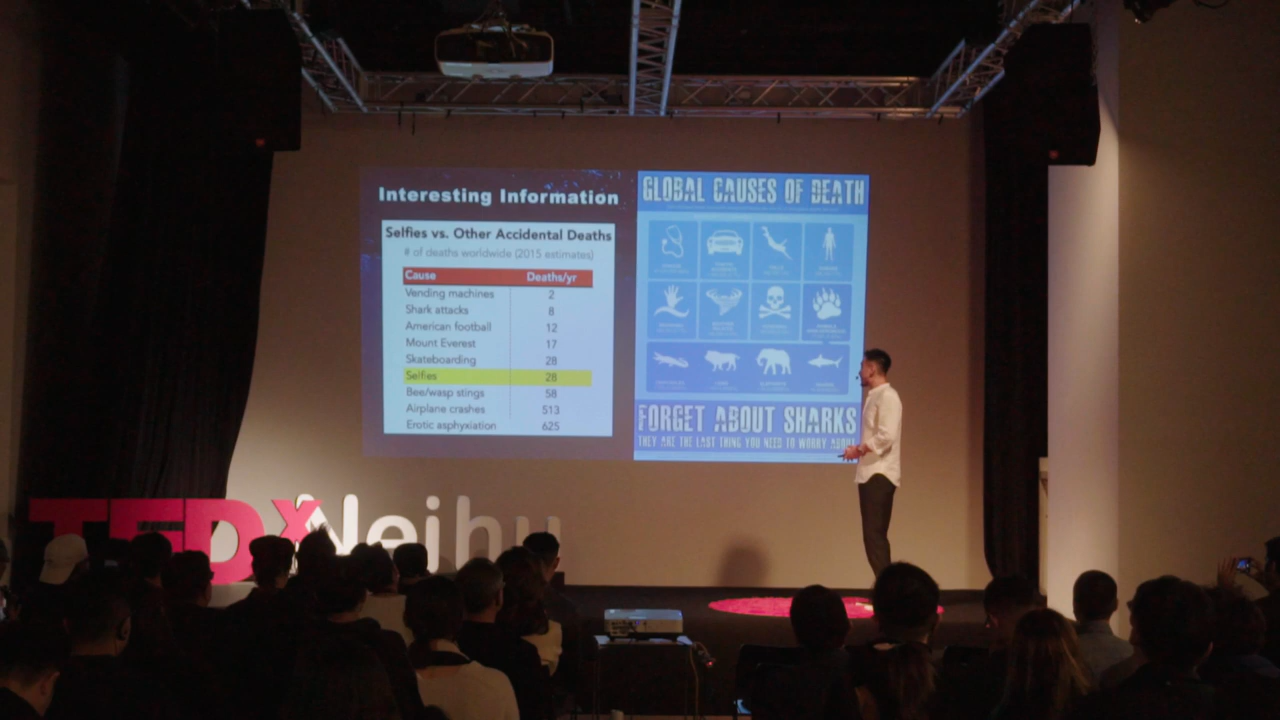 Interesting Information
Selfies vs. Other Accidental Deaths
# of deaths worldwide (2015 estimates)
Cause Deaths/yr
Vending machines 2
Shark attacks 8
American football 12
Mount Everest 17
Skateboarding 28
Selfies 28
Bee/wasp stings 58
Airplane crashes 513
Erotic asphyxiation 625
GLOBAL CAUSES OF DEATH
FORGET ABOUT SHARKS
THEY ARE THE LAST THING YOU NEED TO WORRY ABOUT
TEDxNeihu